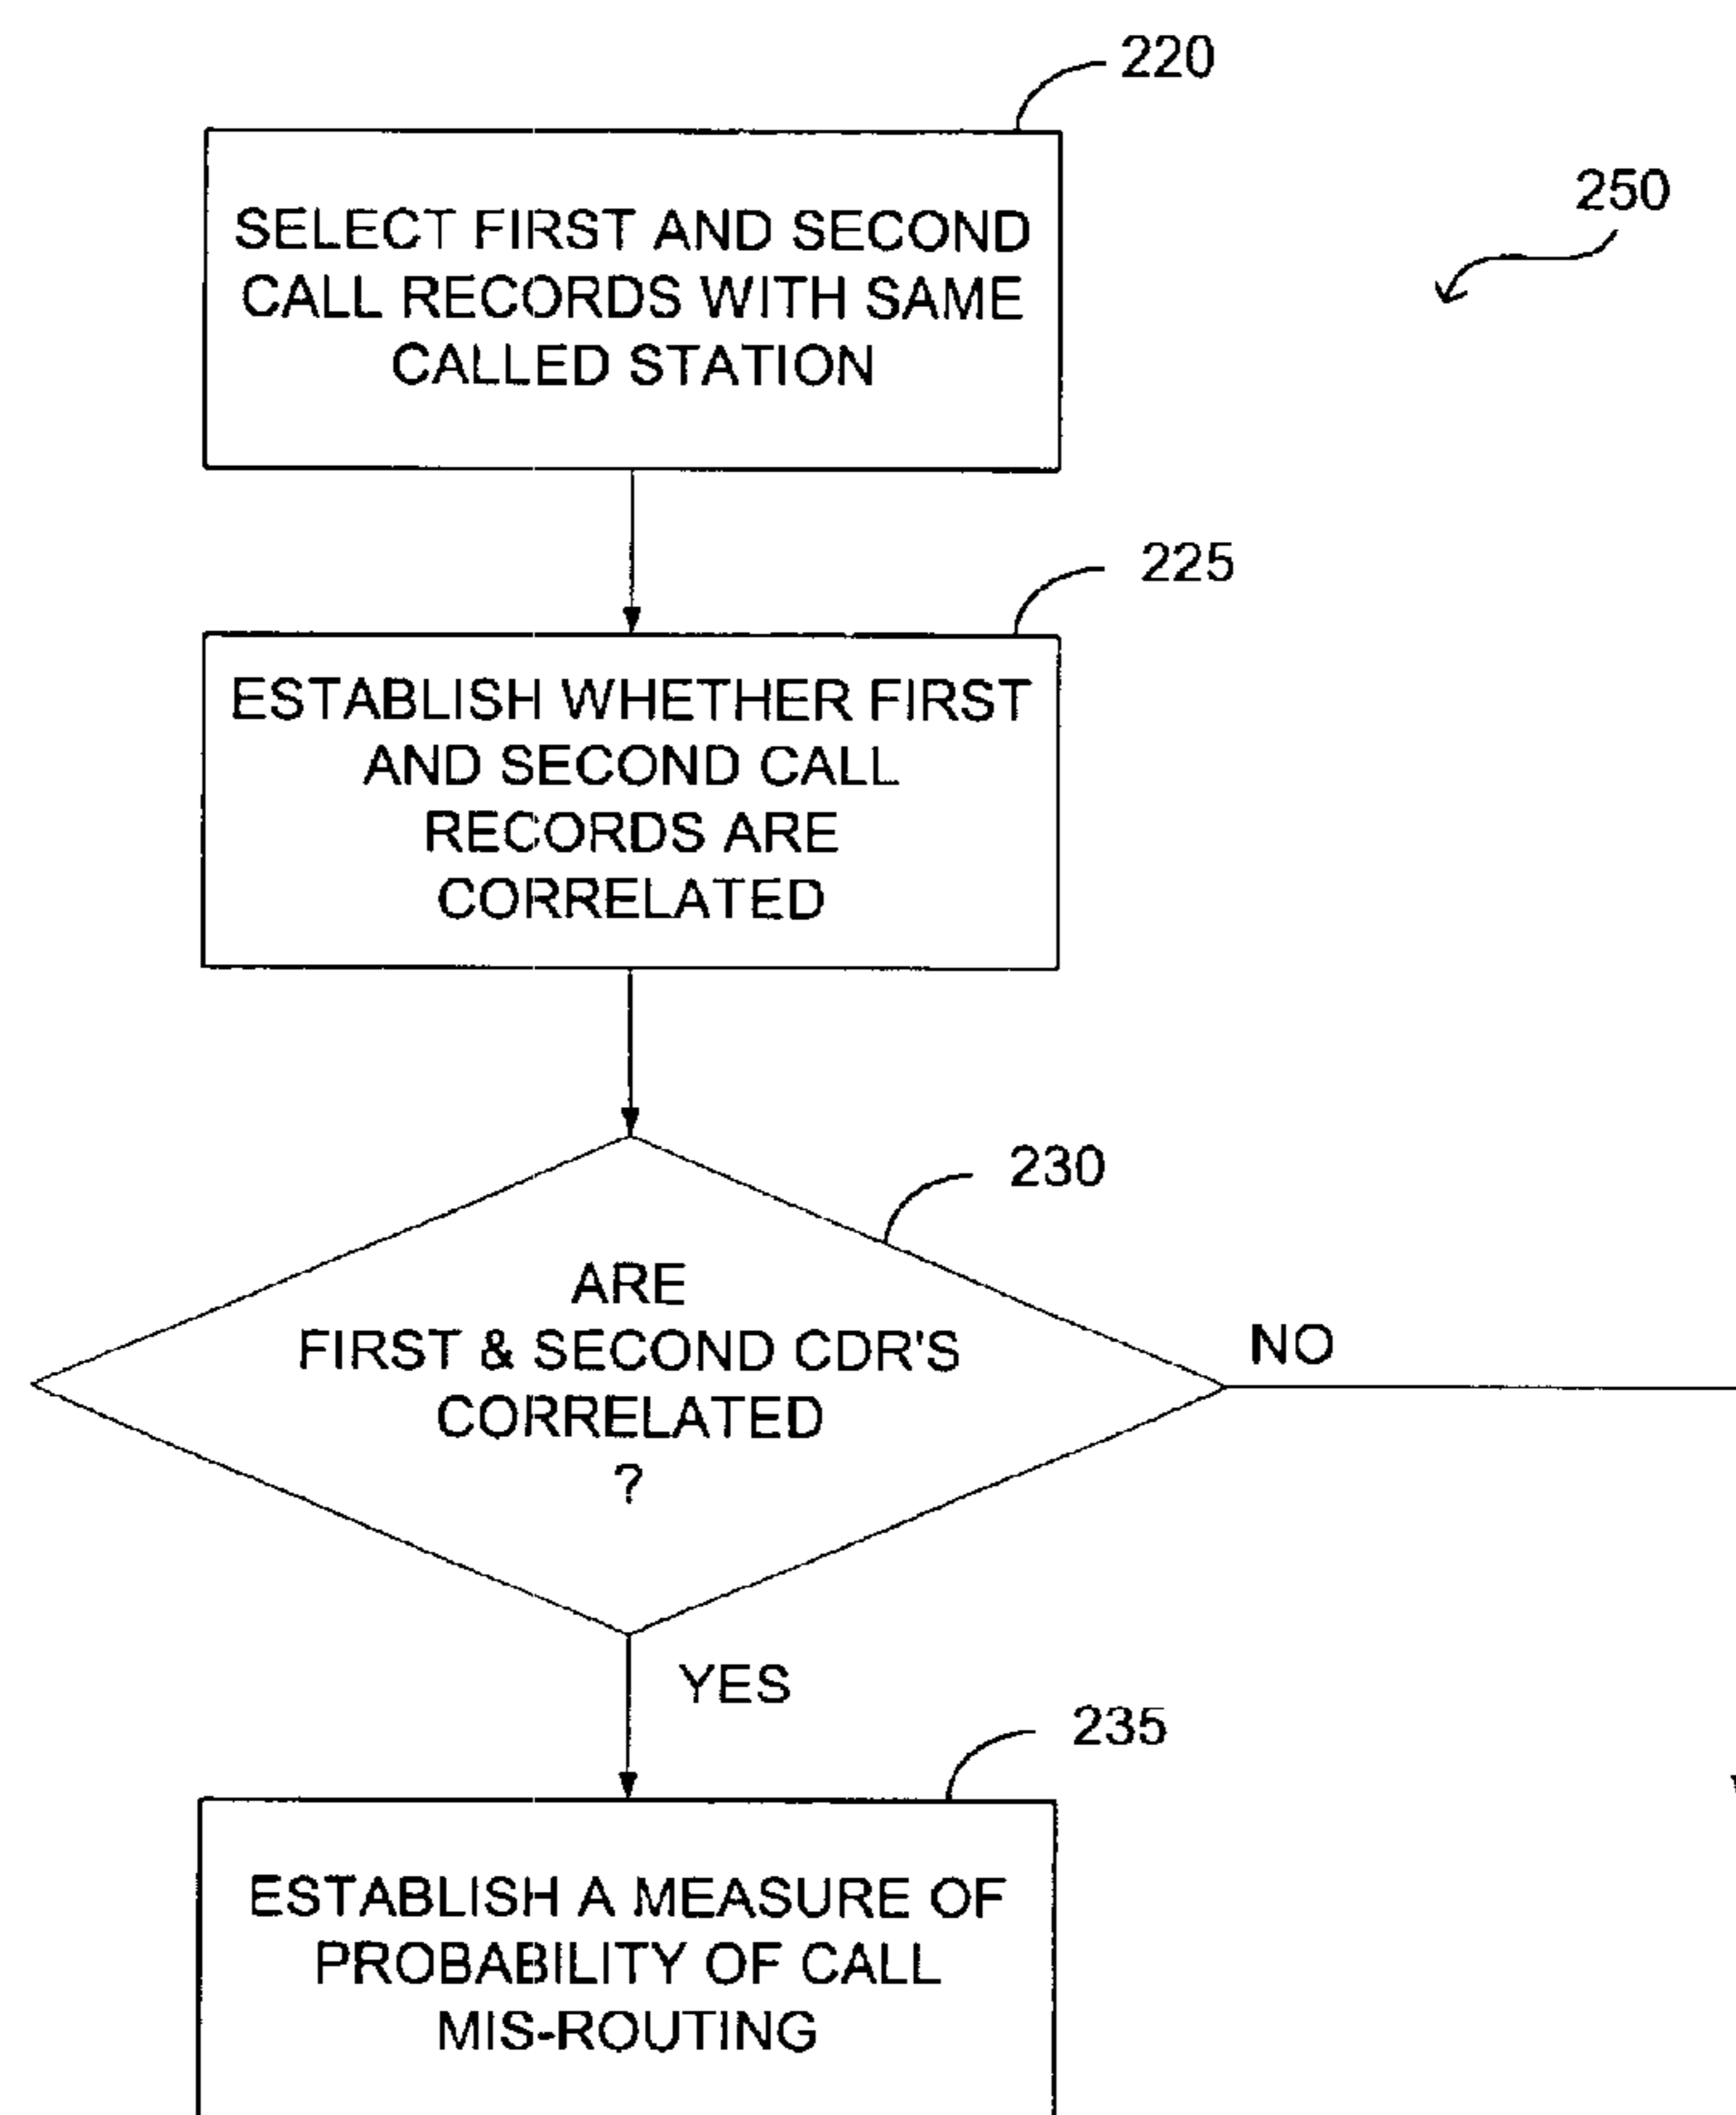 220
250
SELECT FIRST AND SECOND
CALL RECORDS WITH SAME
CALLED STATION
225
ESTABLISH WHETHER FIRST
AND SECOND CALL
RECORDS ARE
CORRELATED
230
ARE
FIRST & SECOND CDR'S
CORRELATED
?
NO
YES
235
ESTABLISH A MEASURE OF
PROBABILITY OF CALL
MIS-ROUTING